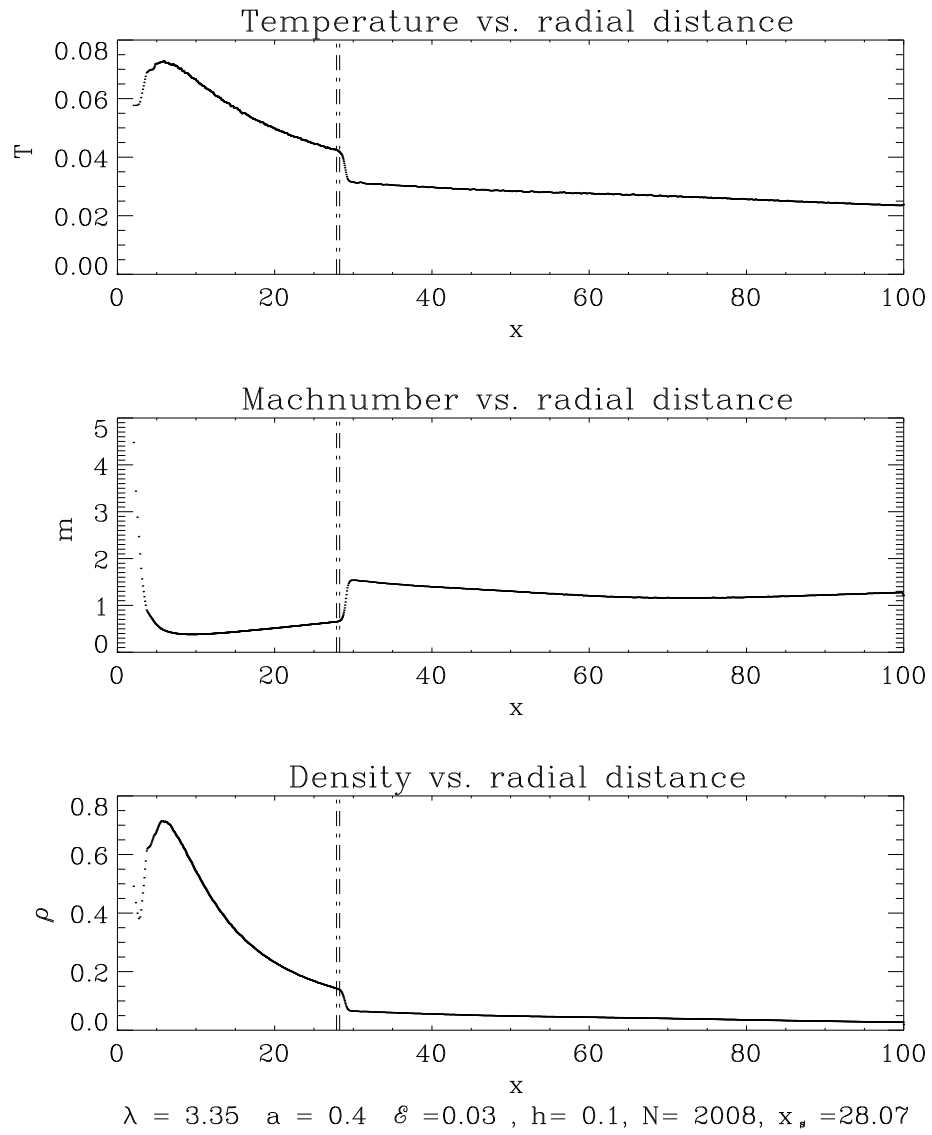 Temperature vs. radial distance
0.08
0.06
0.04
0.02
0.00
T
0 20 40 60 80 100
x
Machnumber vs. radial distance
5
4
3
2
1
0
m
0 20 40 60 80 100
x
Density vs. radial distance
0.8
0.6
0.4
0.2
0.0
ρ
0 20 40 60 80 100
x
λ = 3.35 a = 0.4 ℰ =0.03 , h= 0.1, N= 2008, xₛ =28.07